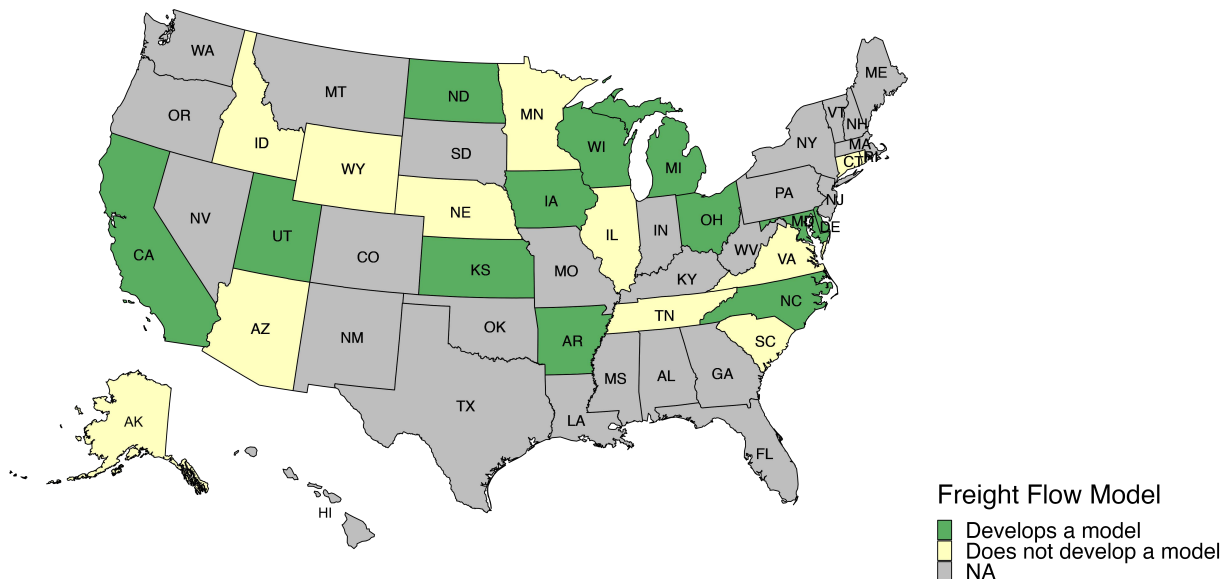 WA
ME
MT
ND
VT
MN
OR
NH
ID
NY
MA
WI
SD
CT
RI
MI
WY
PA
IA
NJ
NE
OH
NV
MD
DE
IN
UT
IL
WV
CA
CO
VA
KS
MO
KY
NC
TN
AZ
OK
NM
AR
SC
GA
MS
AL
TX
AK
LA
FL
HI
Freight Flow Model
Develops a model
Does not develop a model
NA